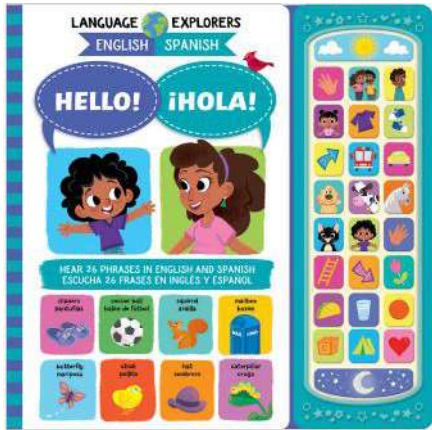 LANGUAGE EXPLORERS
ENGLISH SPANISH
HELLO! ¡HOLA!
HEAR 26 PHRASES IN ENGLISH AND SPANISH
ESCUCHA 26 FRASES EN INGLÉS Y ESPAÑOL
slippers
pantuflas
soccer ball
balón de fútbol
squirrel
ardilla
mailbox
buzón
butterfly
mariposa
chick
pollito
hat
sombrero
caterpillar
oruga